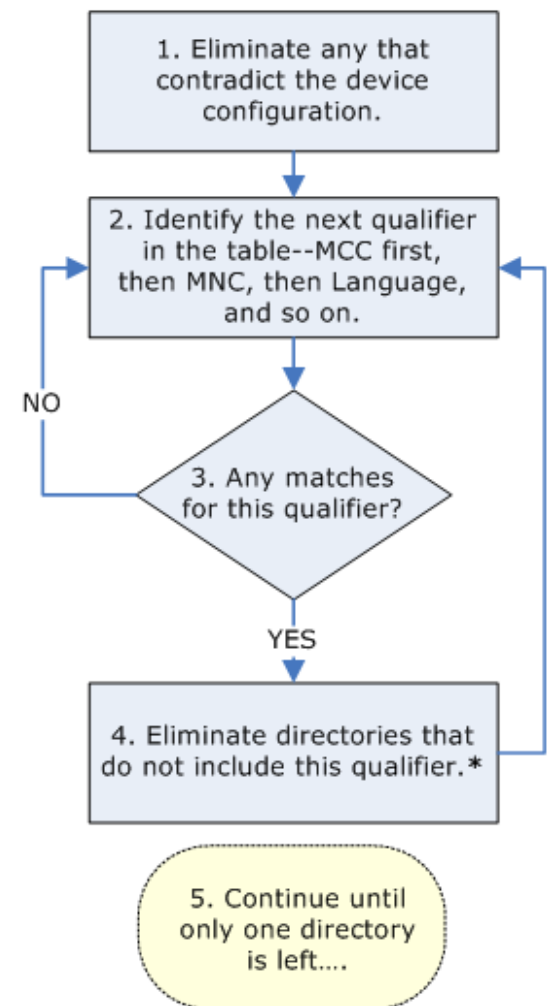 1. Eliminate any that
contradict the device
configuration.
2. Identify the next qualifier
in the table--MCC first,
then MNC, then Language,
and so on.
NO
3. Any matches
for this qualifier?
YES
4. Eliminate directories that
do not include this qualifier.*
5. Continue until
only one directory
is left....